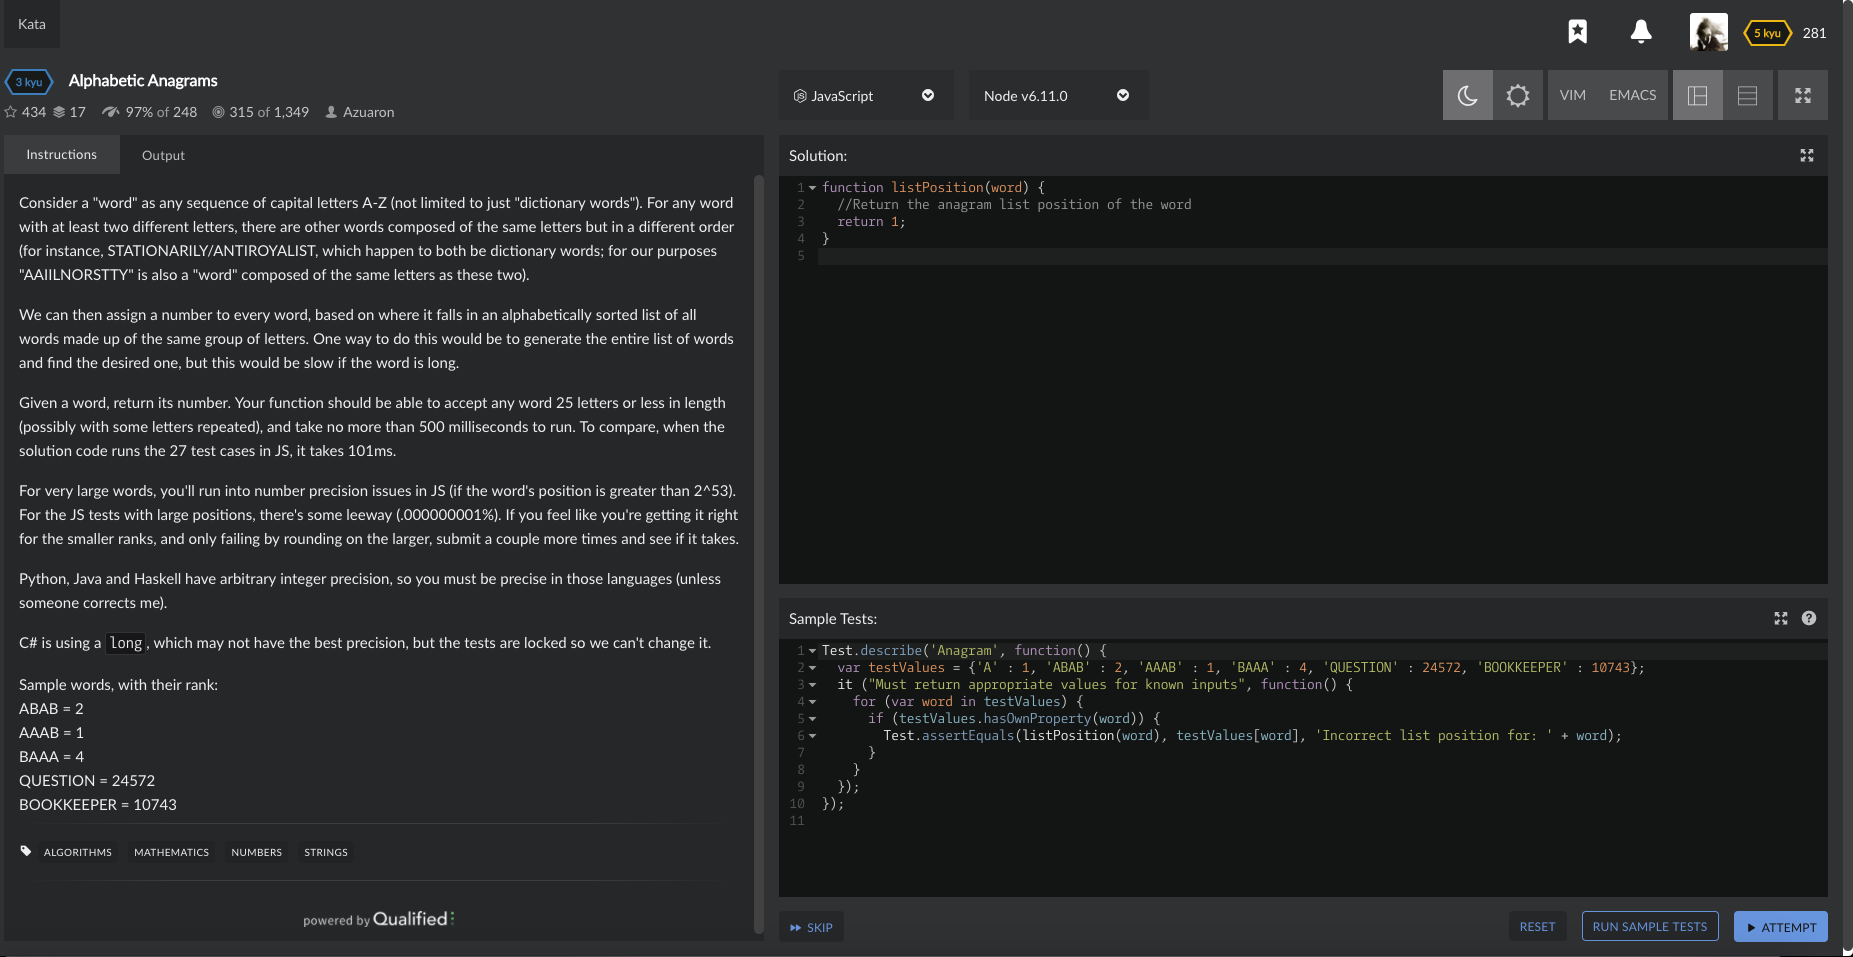 Kata
5 kyu 281
3 kyu Alphabetic Anagrams
434 17 97% of 248 315 of 1,349 Azuaron
JavaScript
Node v6.11.0
VIM EMACS
Instructions Output
Consider a "word" as any sequence of capital letters A-Z (not limited to just "dictionary words"). For any word
with at least two different letters, there are other words composed of the same letters but in a different order
(for instance, STATIONARILY/ANTIROYALIST, which happen to both be dictionary words; for our purposes
"AAIILNORSTTY" is also a "word" composed of the same letters as these two).
We can then assign a number to every word, based on where it falls in an alphabetically sorted list of all
words made up of the same group of letters. One way to do this would be to generate the entire list of words
and find the desired one, but this would be slow if the word is long.
Given a word, return its number. Your function should be able to accept any word 25 letters or less in length
(possibly with some letters repeated), and take no more than 500 milliseconds to run. To compare, when the
solution code runs the 27 test cases in JS, it takes 101ms.
For very large words, you'll run into number precision issues in JS (if the word's position is greater than 2^53).
For the JS tests with large positions, there's some leeway (.000000001%). If you feel like you're getting it right
for the smaller ranks, and only failing by rounding on the larger, submit a couple more times and see if it takes.
Python, Java and Haskell have arbitrary integer precision, so you must be precise in those languages (unless
someone corrects me).
C# is using a long, which may not have the best precision, but the tests are locked so we can't change it.
Sample words, with their rank:
ABAB = 2
AAAB = 1
BAAA = 4
QUESTION = 24572
BOOKKEEPER = 10743
ALGORITHMS MATHEMATICS NUMBERS STRINGS
powered by Qualified
Solution:
1 function listPosition(word) {
2 //Return the anagram list position of the word
3 return 1;
4 }
5
Sample Tests:
1 Test.describe('Anagram', function() {
2 var testValues = {'A' : 1, 'ABAB' : 2, 'AAAB' : 1, 'BAAA' : 4, 'QUESTION' : 24572, 'BOOKKEEPER' : 10743};
3 it ("Must return appropriate values for known inputs", function() {
4 for (var word in testValues) {
5 if (testValues.hasOwnProperty(word)) {
6 Test.assertEquals(listPosition(word), testValues[word], 'Incorrect list position for: ' + word);
7 }
8 }
9 });
10 });
11
SKIP
RESET RUN SAMPLE TESTS ATTEMPT